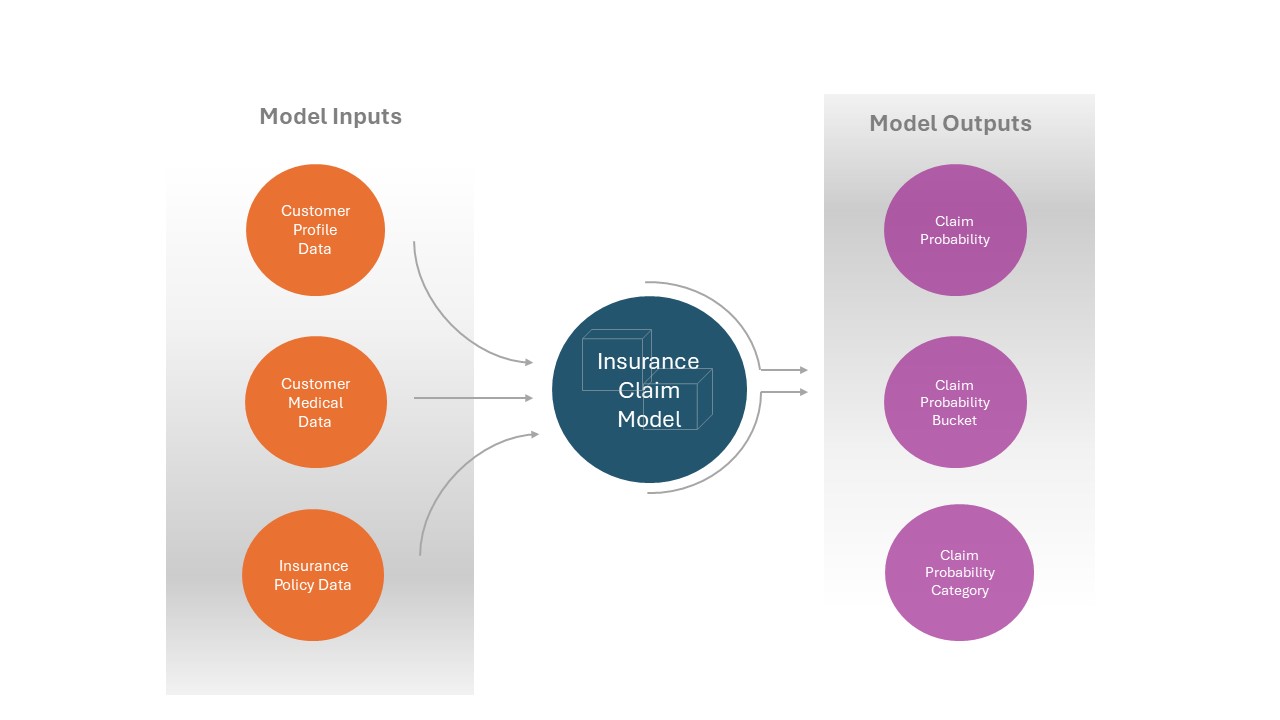 Model Inputs
Customer
Profile
Data
Customer
Medical
Data
Insurance
Policy Data
Insurance
Claim
Model
Model Outputs
Claim
Probability
Claim
Probability
Bucket
Claim
Probability
Category